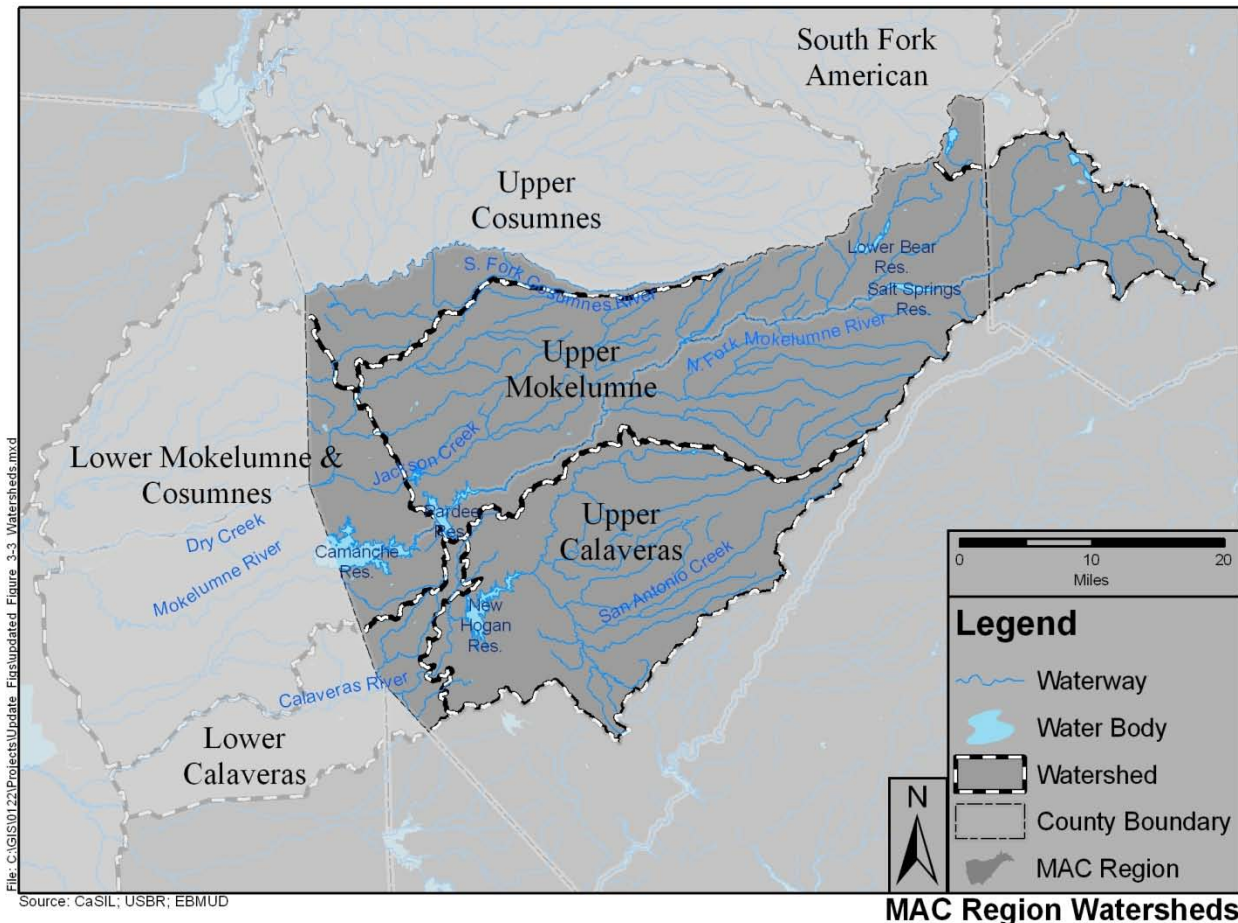 South Fork
American
Upper
Cosumnes
Lower Bear
Res.
S. Fork Cosumnes River
Salt Springs
Res.
N. Fork Mokelumne River
Upper
Mokelumne
Lower Mokelumne &
Cosumnes
Jackson Creek
Pardee
Res.
Upper
Calaveras
Dry Creek
Camanche
Res.
Mokelumne River
San Antonio Creek
New
Hogan
Res.
Calaveras River
Lower
Calaveras
0 10 20
Miles
Legend
Waterway
Water Body
Watershed
County Boundary
MAC Region
N
File: C:\GIS\0122\Projects\Update Figs\updated Figure 3-3 Watersheds.mxd
Source: CaSIL; USBR; EBMUD
MAC Region Watersheds